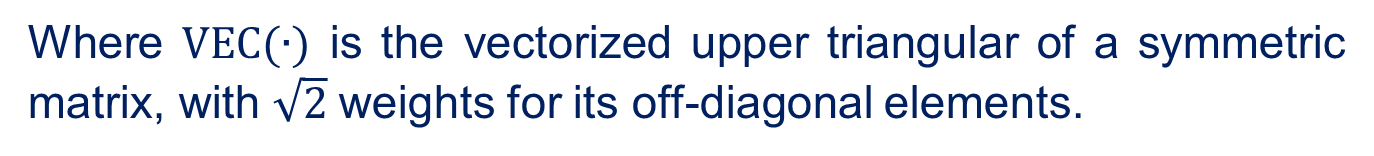 Where VEC(·) is the vectorized upper triangular of a symmetric
matrix, with √2 weights for its off-diagonal elements.